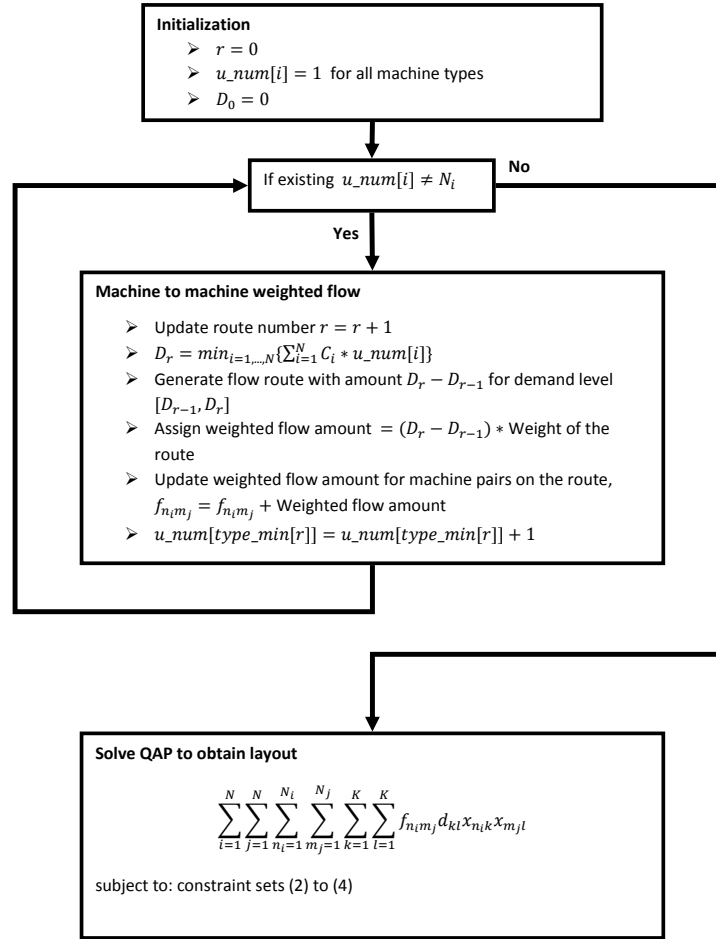 Initialization
➢ r = 0
➢ u_num[i] = 1 for all machine types
➢ D₀ = 0
If existing u_num[i] ≠ Nᵢ
No
Yes
Machine to machine weighted flow
➢ Update route number r = r + 1
➢ D_r = min_{i=1,…,N}{∑_{i=1}^{N} C_i * u_num[i]}
➢ Generate flow route with amount D_r − D_{r−1} for demand level
[D_{r−1}, D_r]
➢ Assign weighted flow amount = (D_r − D_{r−1}) * Weight of the
route
➢ Update weighted flow amount for machine pairs on the route,
f_{n_i m_j} = f_{n_i m_j} + Weighted flow amount
➢ u_num[type_min[r]] = u_num[type_min[r]] + 1
Solve QAP to obtain layout
∑_{i=1}^{N} ∑_{j=1}^{N} ∑_{n_i=1}^{N_i} ∑_{m_j=1}^{N_j} ∑_{k=1}^{K} ∑_{l=1}^{K} f_{n_i m_j} d_{kl} x_{n_i k} x_{m_j l}
subject to: constraint sets (2) to (4)